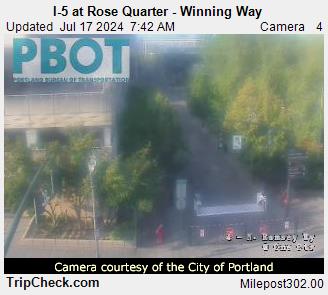 I-5 at Rose Quarter - Winning Way
Updated Jul 17 2024 7:42 AM Camera 4
PBOT
PORTLAND BUREAU OF TRANSPORTATION
Camera courtesy of the City of Portland
TripCheck.com Milepost302.00